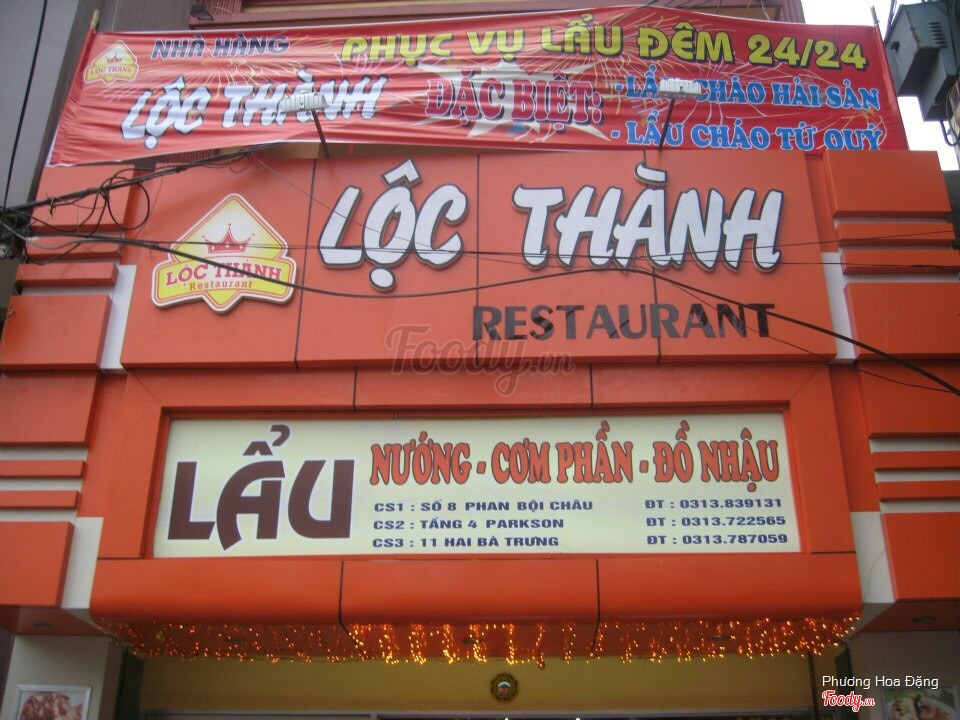 NHÀ HÀNG
PHỤC VỤ LẨU ĐÊM 24/24
LỘC THÀNH
LỘC THÀNH
ĐẶC BIỆT:
- LẨU CHÁO HẢI SẢN
- LẨU CHÁO TỨ QUÝ
LỘC THÀNH
LỘC THÀNH
Restaurant
RESTAURANT
Foody.vn
LẨU
NƯỚNG - CƠM PHẦN - ĐỒ NHẬU
CS1 : SỐ 8 PHAN BỘI CHÂU ĐT : 0313.839131
CS2 : TẦNG 4 PARKSON ĐT : 0313.722565
CS3 : 11 HAI BÀ TRƯNG ĐT : 0313.787059
Phương Hoa Đặng
Foody.vn